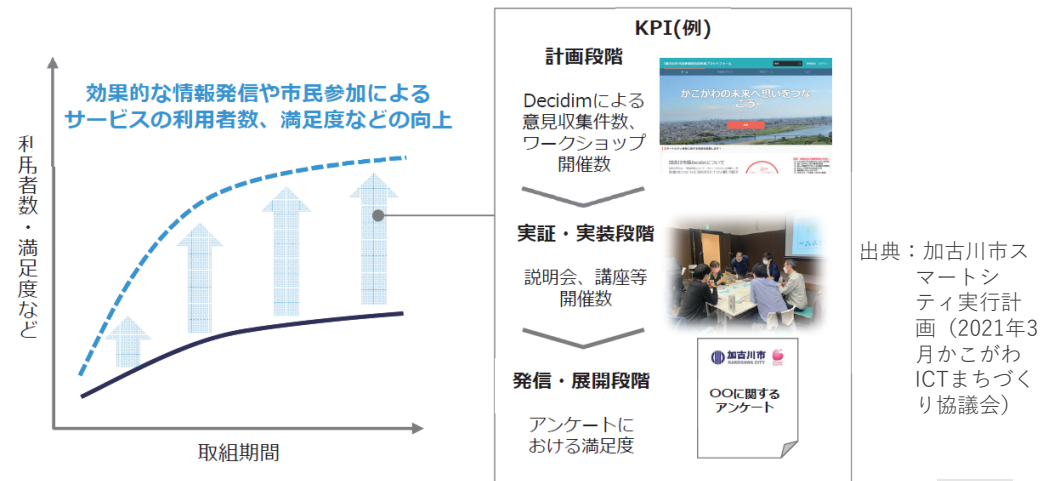 効果的な情報発信や市民参加による
サービスの利用者数、満足度などの向上
利用者数・満足度など
取組期間
KPI(例)
計画段階
Decidimによる
意見収集件数、
ワークショップ
開催数
かこがわの未来へ想いをつな
ごう
実証・実装段階
説明会、講座等
開催数
発信・展開段階
アンケートに
おける満足度
加古川市
KAKOGAWA CITY
〇〇に関する
アンケート
出典：加古川市ス
マートシ
ティ実行計
画（2021年3
月かこがわ
ICTまちづく
り協議会）